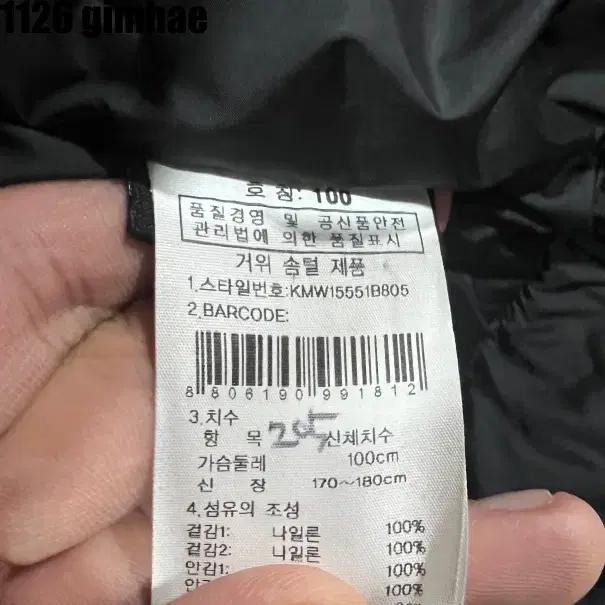 1126 gimhae
호 칭: 100
품질경영 및 공산품안전
관리법에 의한 품질표시
거위 솜털 제품
1.스타일번호:KMW15551B805
2.BARCODE:
8 806190 991812
3.치수
항 목 205 신체치수
가슴둘레 100cm
신 장 170~180cm
4.섬유의 조성
겉감1: 나일론 100%
겉감2: 나일론 100%
안감1: 100%